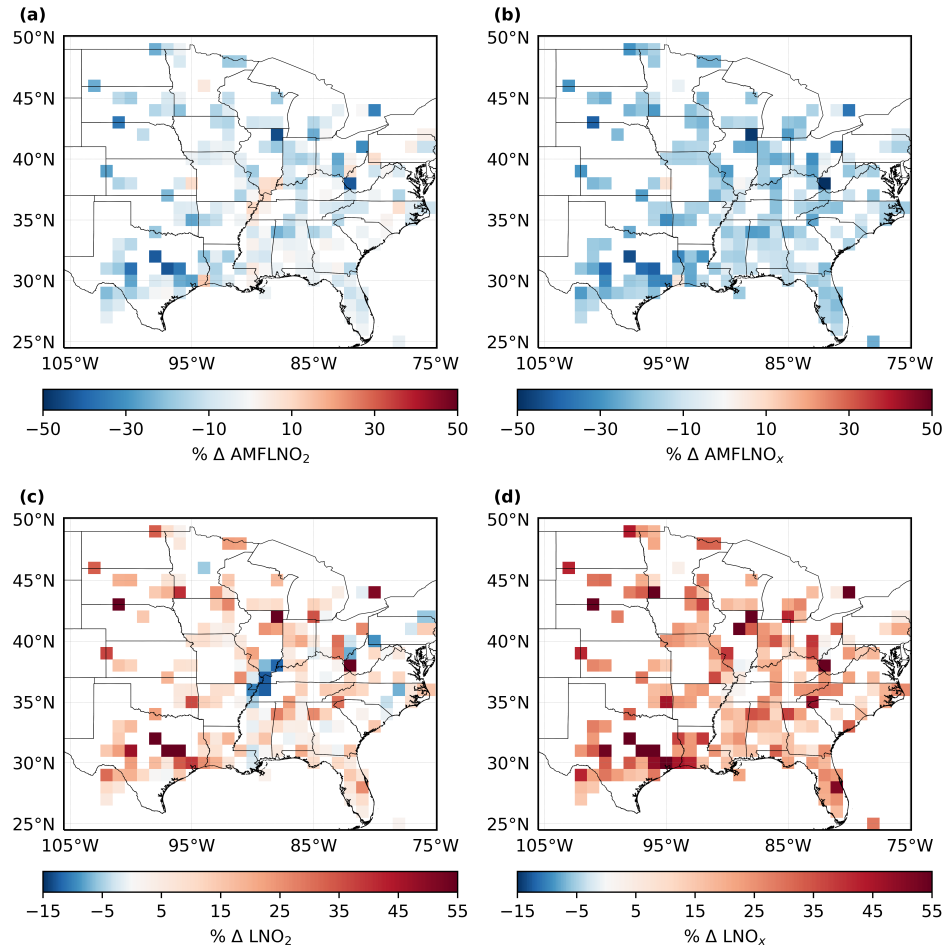 (a) (b)
50°N 50°N
45°N 45°N
40°N 40°N
35°N 35°N
30°N 30°N
25°N 25°N
105°W 95°W 85°W 75°W 105°W 95°W 85°W 75°W
−50 −30 −10 10 30 50 −50 −30 −10 10 30 50
% Δ AMFLNO₂ % Δ AMFLNOₓ
(c) (d)
50°N 50°N
45°N 45°N
40°N 40°N
35°N 35°N
30°N 30°N
25°N 25°N
105°W 95°W 85°W 75°W 105°W 95°W 85°W 75°W
−15 −5 5 15 25 35 45 55 −15 −5 5 15 25 35 45 55
% Δ LNO₂ % Δ LNOₓ